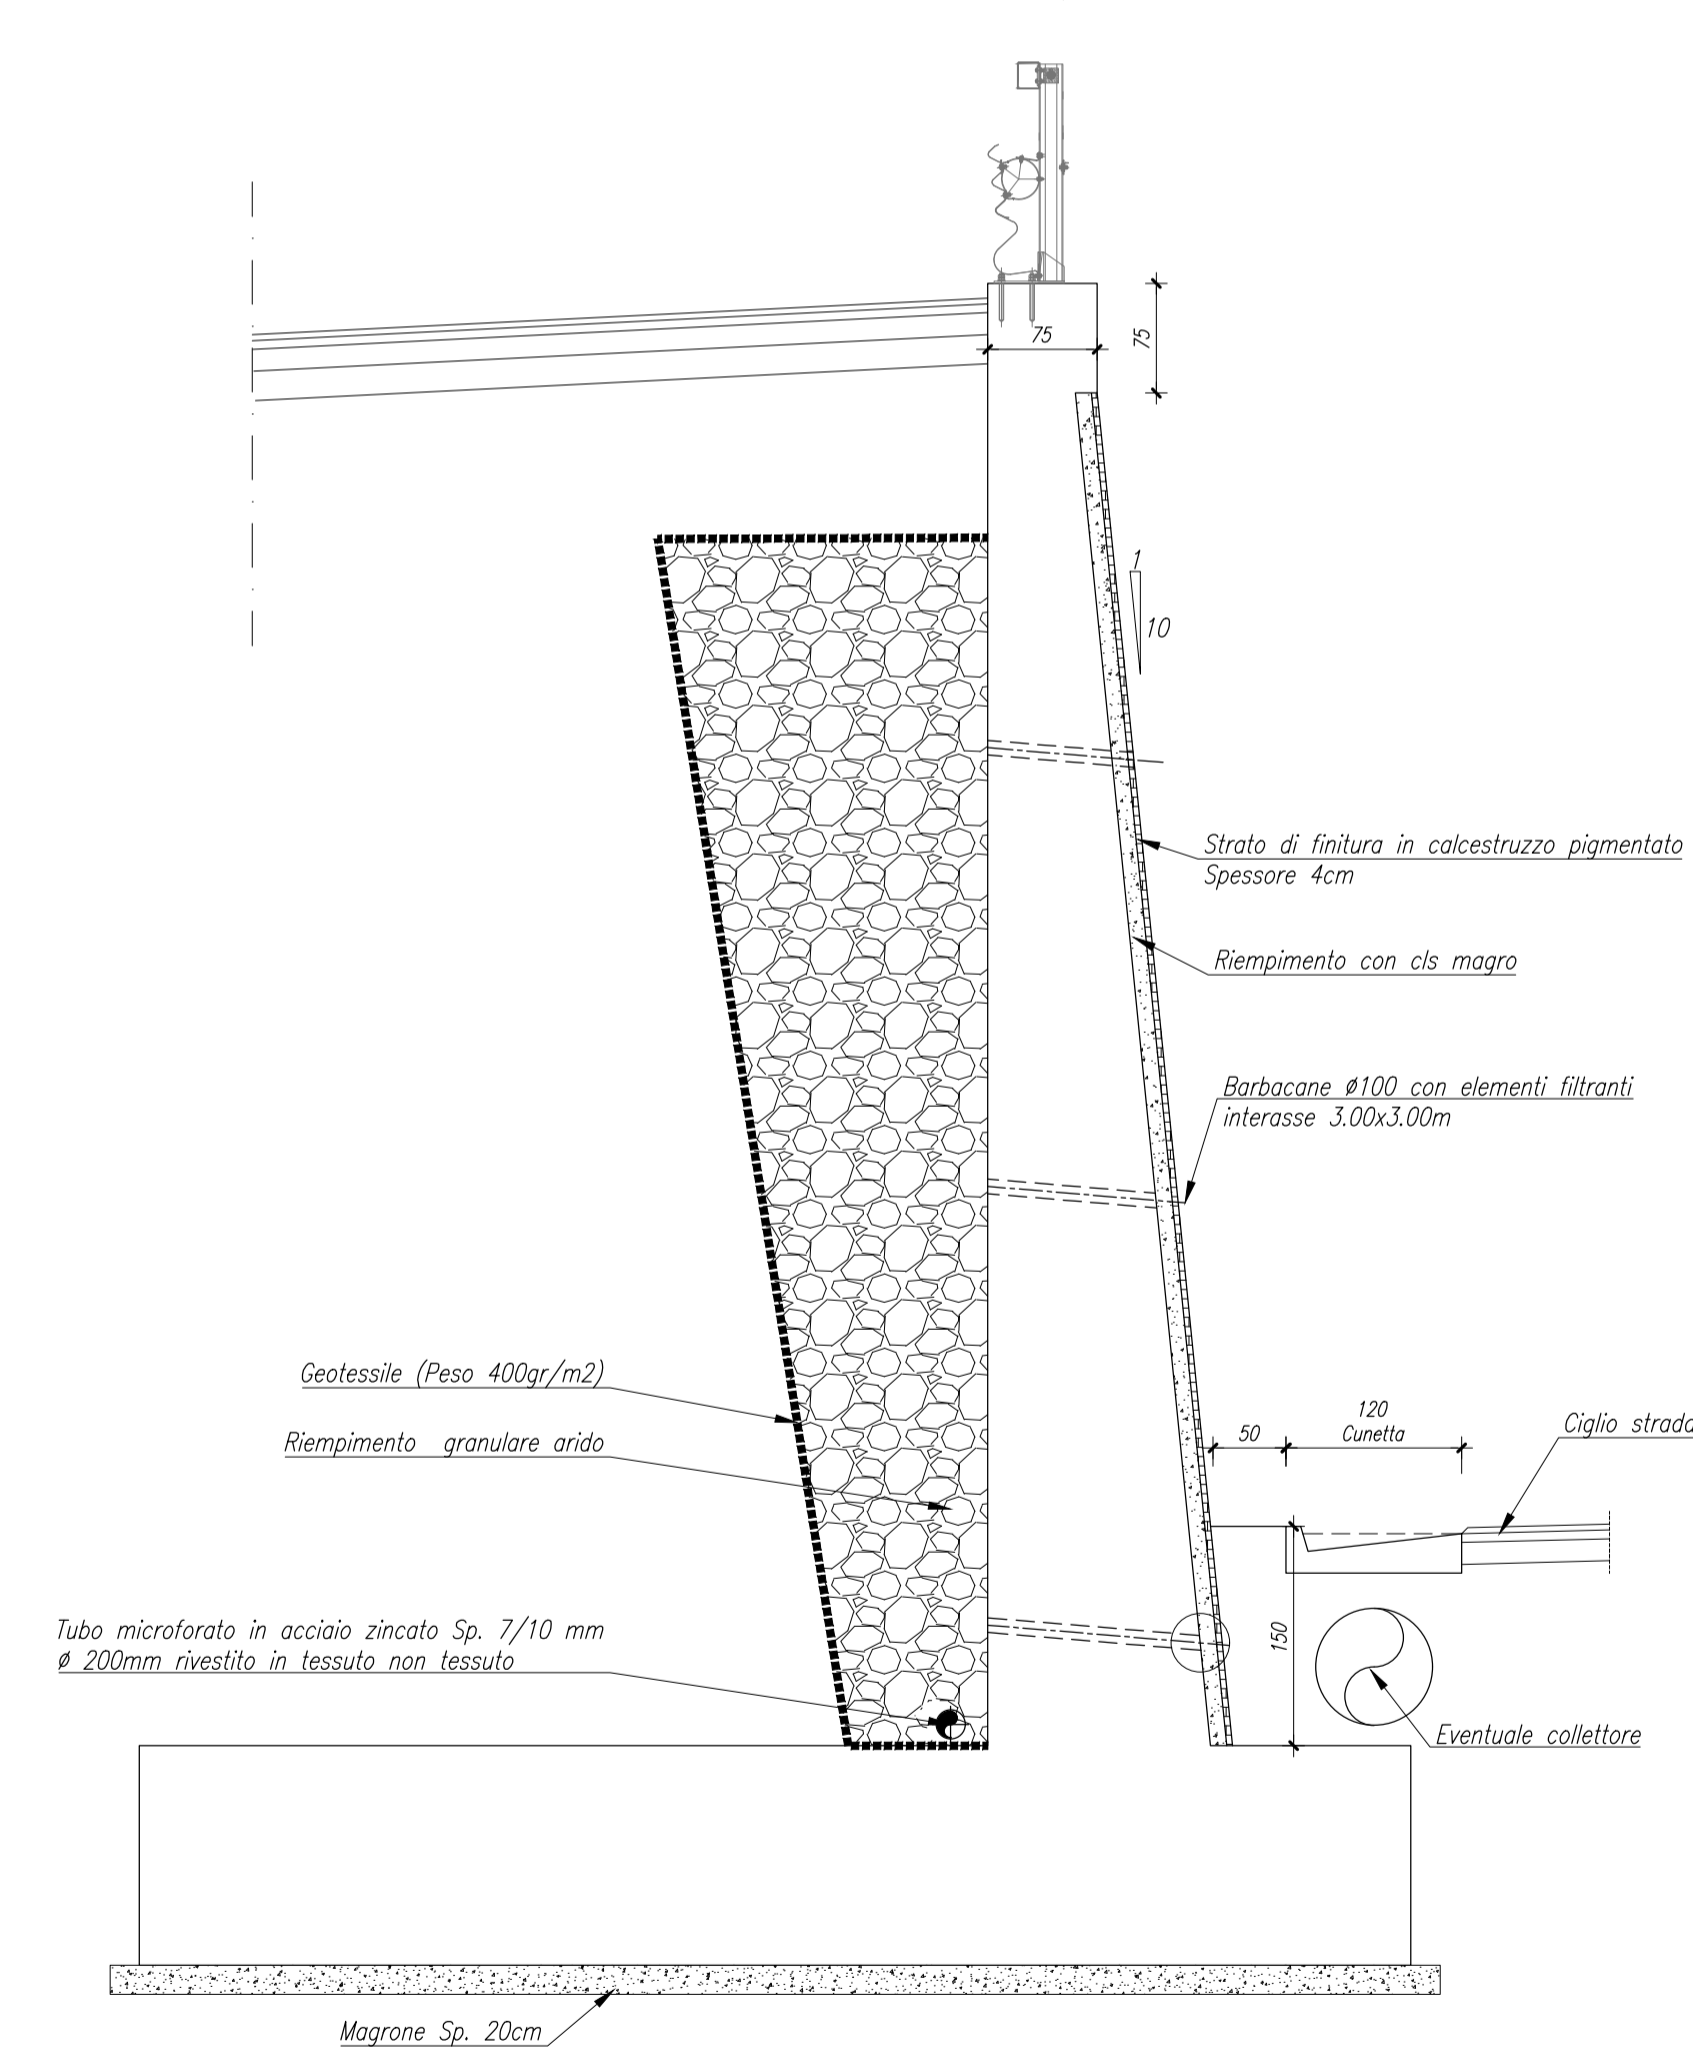 75
75
1
10
Strato di finitura in calcestruzzo pigmentato
Spessore 4cm
Riempimento con cls magro
Barbacane ø100 con elementi filtranti
interasse 3.00x3.00m
Geotessile (Peso 400gr/m2)
Riempimento granulare arido
50
120
Cunetta
Ciglio strada
150
Tubo microforato in acciaio zincato Sp. 7/10 mm
ø 200mm rivestito in tessuto non tessuto
Eventuale collettore
Magrone Sp. 20cm